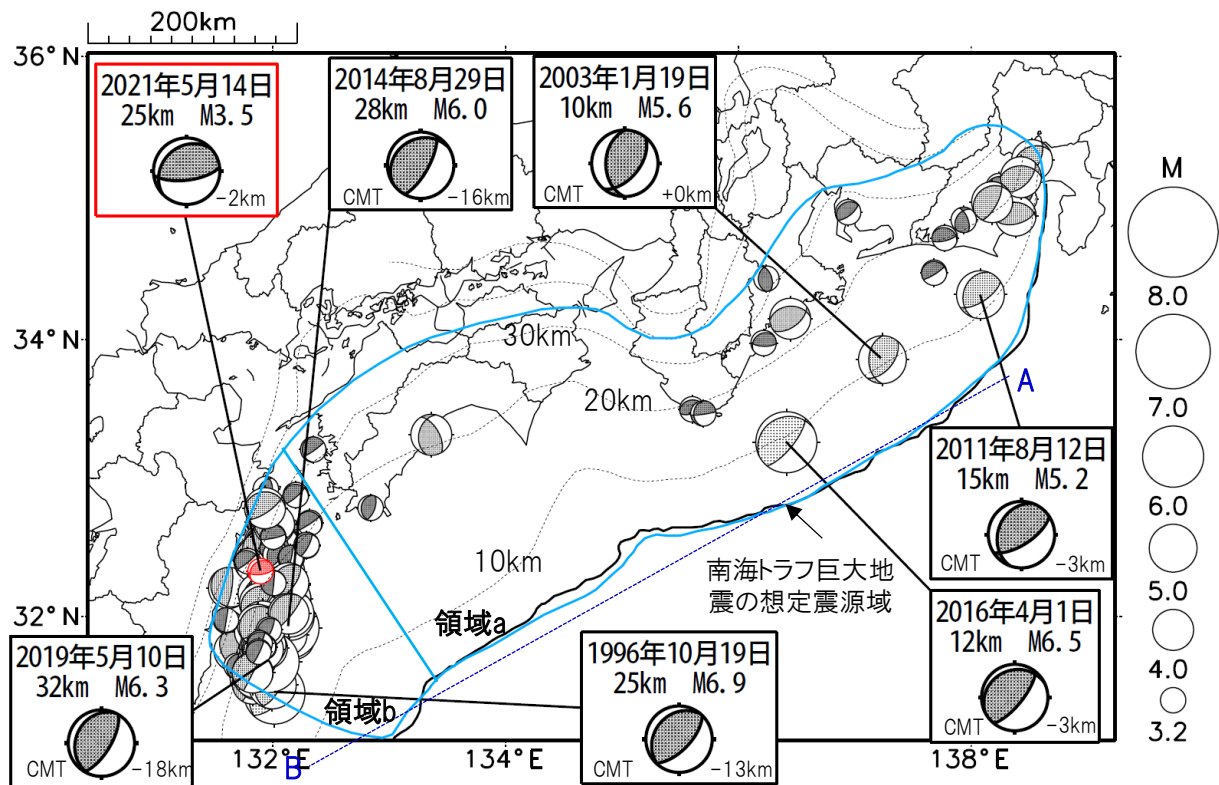 200km
36°N
34°N
32°N
2021年5月14日
25km M3.5
-2km
2014年8月29日
28km M6.0
CMT -16km
2003年1月19日
10km M5.6
CMT +0km
M
8.0
7.0
6.0
5.0
4.0
3.2
30km
20km
10km
A
2011年8月12日
15km M5.2
CMT -3km
南海トラフ巨大地
震の想定震源域
領域a
領域b
2016年4月1日
12km M6.5
CMT -3km
2019年5月10日
32km M6.3
CMT -18km
1996年10月19日
25km M6.9
CMT -13km
B
132°E
134°E
138°E